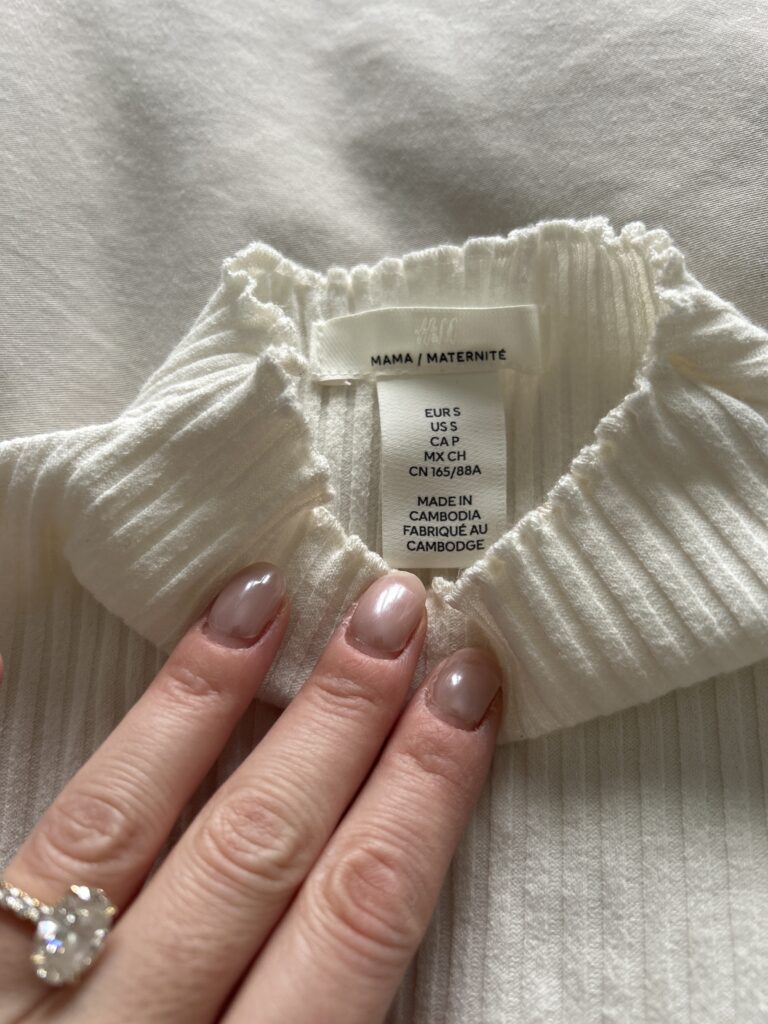 H&M
MAMA / MATERNITÉ
EUR S
US S
CA P
MX CH
CN 165/88A
MADE IN
CAMBODIA
FABRIQUÉ AU
CAMBODGE